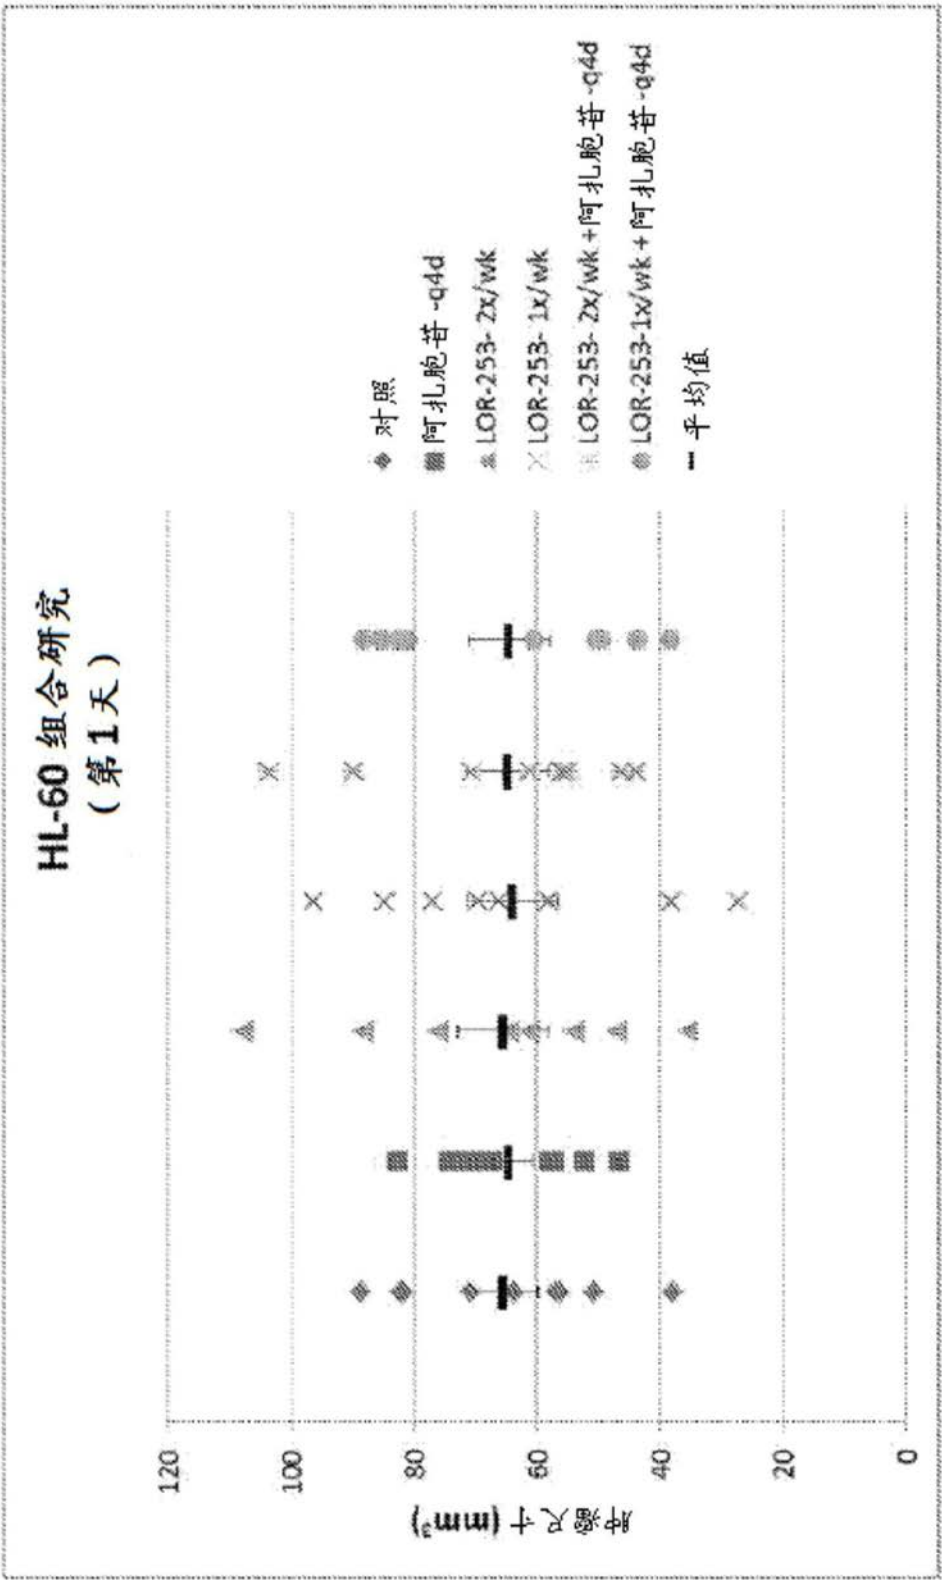 HL-60 组合研究
(第1天)
肿瘤尺寸 (mm³)
120
100
80
60
40
20
0
对照
阿扎胞苷 -q4d
LOR-253- 2x/wk
LOR-253- 1x/wk
LOR-253- 2x/wk +阿扎胞苷 -q4d
LOR-253-1x/wk + 阿扎胞苷 -q4d
平均值